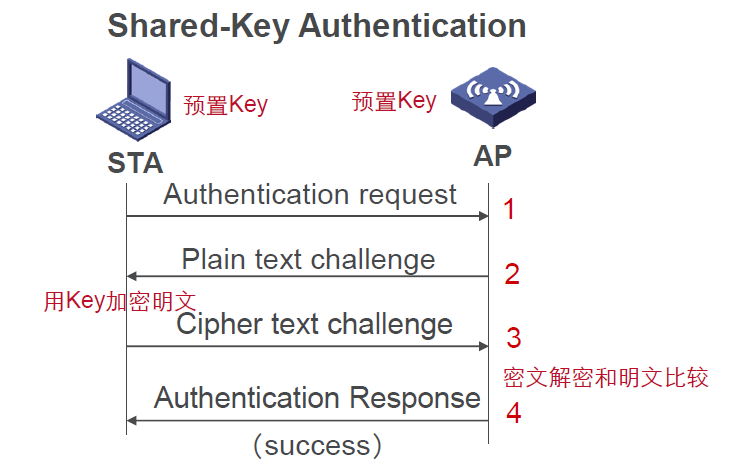 Shared-Key Authentication
预置Key
预置Key
STA
AP
Authentication request
1
Plain text challenge
2
用Key加密明文
Cipher text challenge
3
密文解密和明文比较
Authentication Response
4
（success）